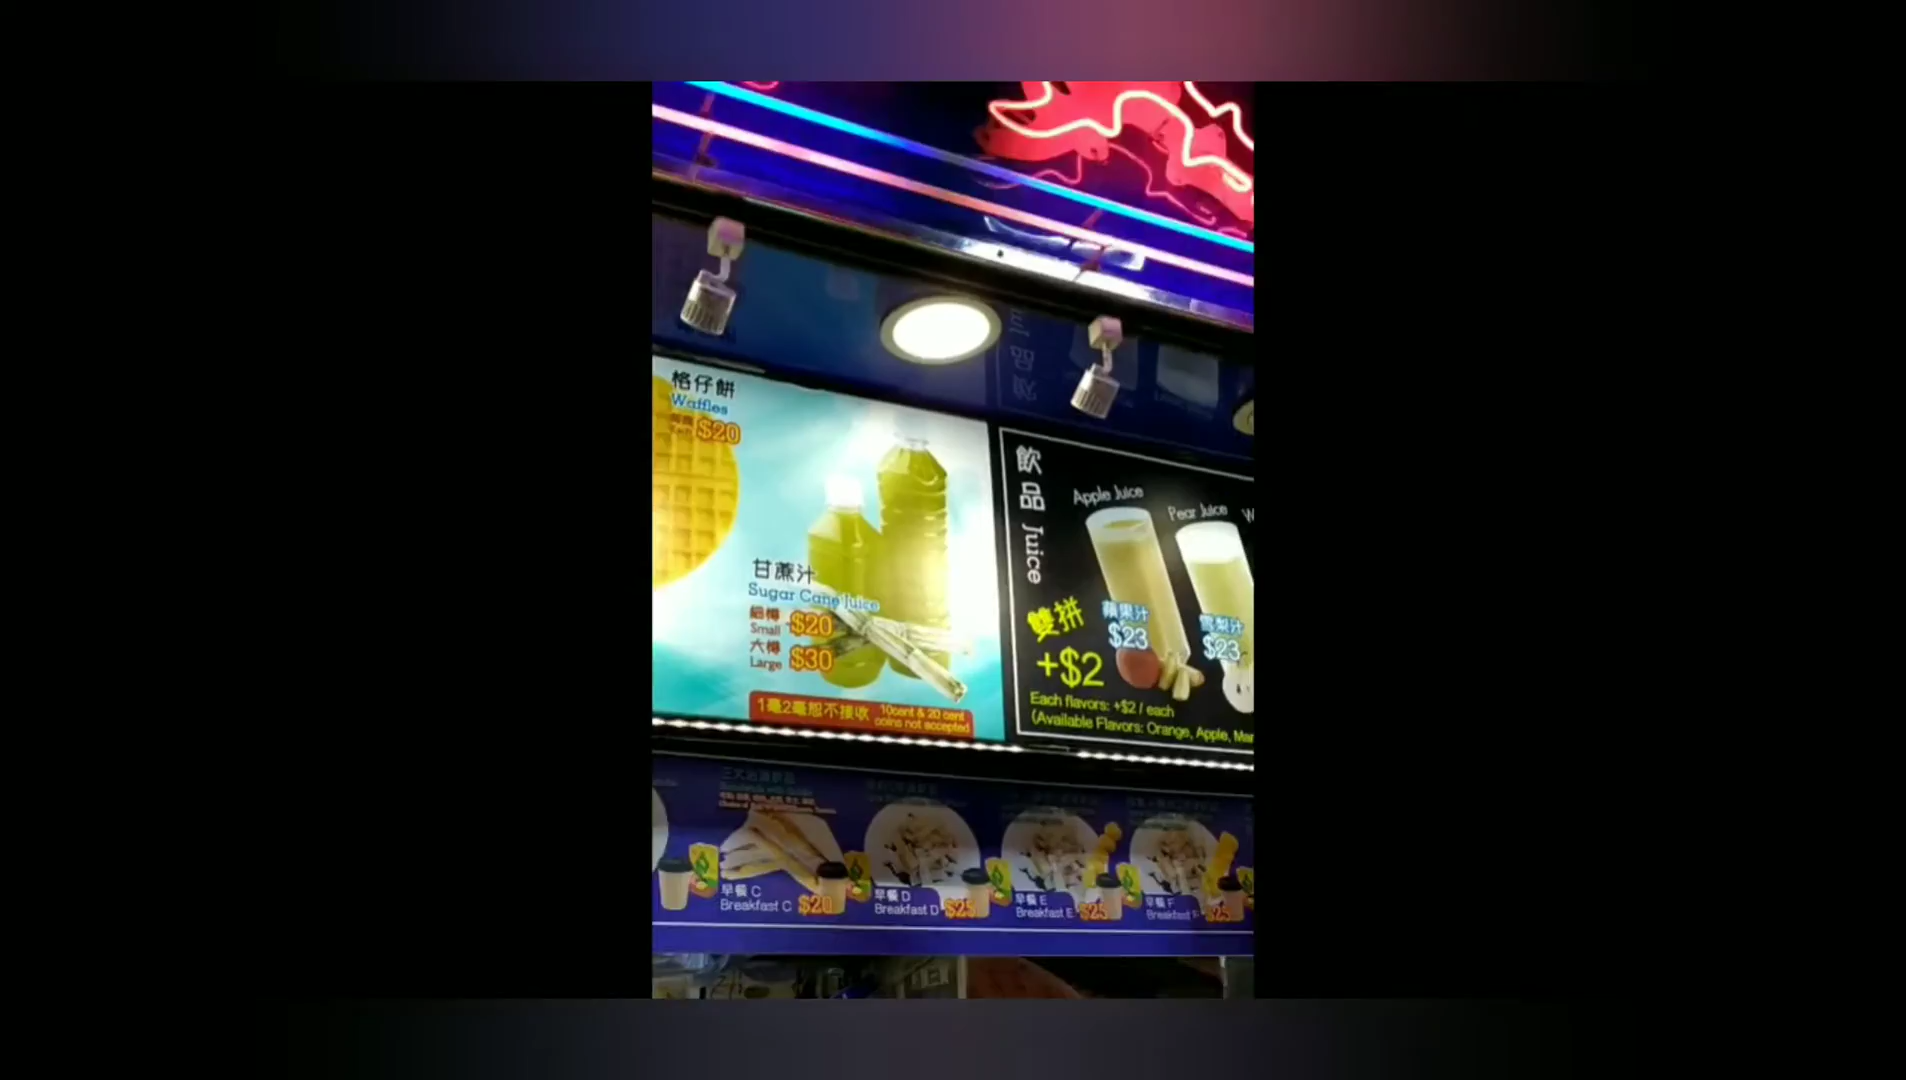 格仔餅
Waffles
$20
甘蔗汁
Sugar Cane Juice
細樽 $20
Small
大樽 $30
Large
1毫2毫恕不接收
10cent & 20 cent
coins not accepted
飲品 Juice
Apple Juice
蘋果汁
$23
Pear Juice
雪梨汁
$23
雙拼
+$2
Each flavors: +$2 / each
(Available Flavors: Orange, Apple,
早餐 C
Breakfast C $20
早餐 D
Breakfast D $25
早餐 E
Breakfast E $25
早餐 F
Breakfast F $25